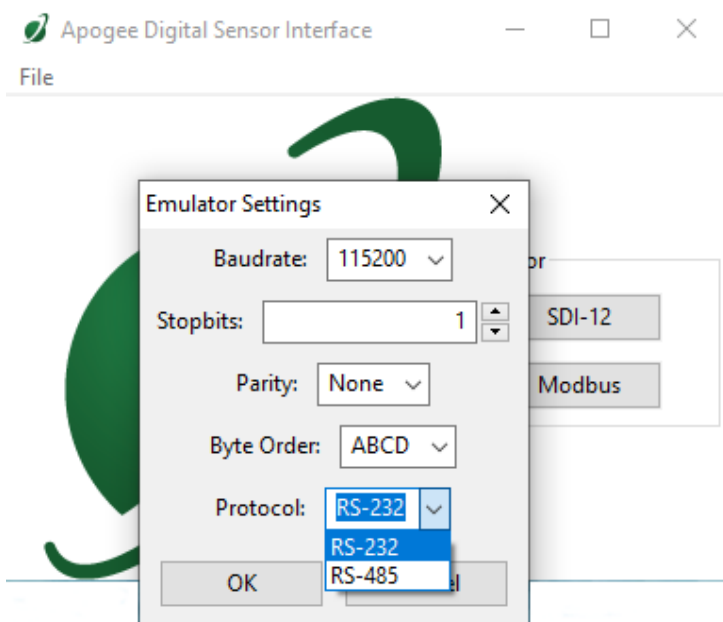 Apogee Digital Sensor Interface
File
Emulator Settings
Baudrate: 115200
or
Stopbits: 1
SDI-12
Parity: None
Modbus
Byte Order: ABCD
Protocol: RS-232
RS-232
RS-485
OK